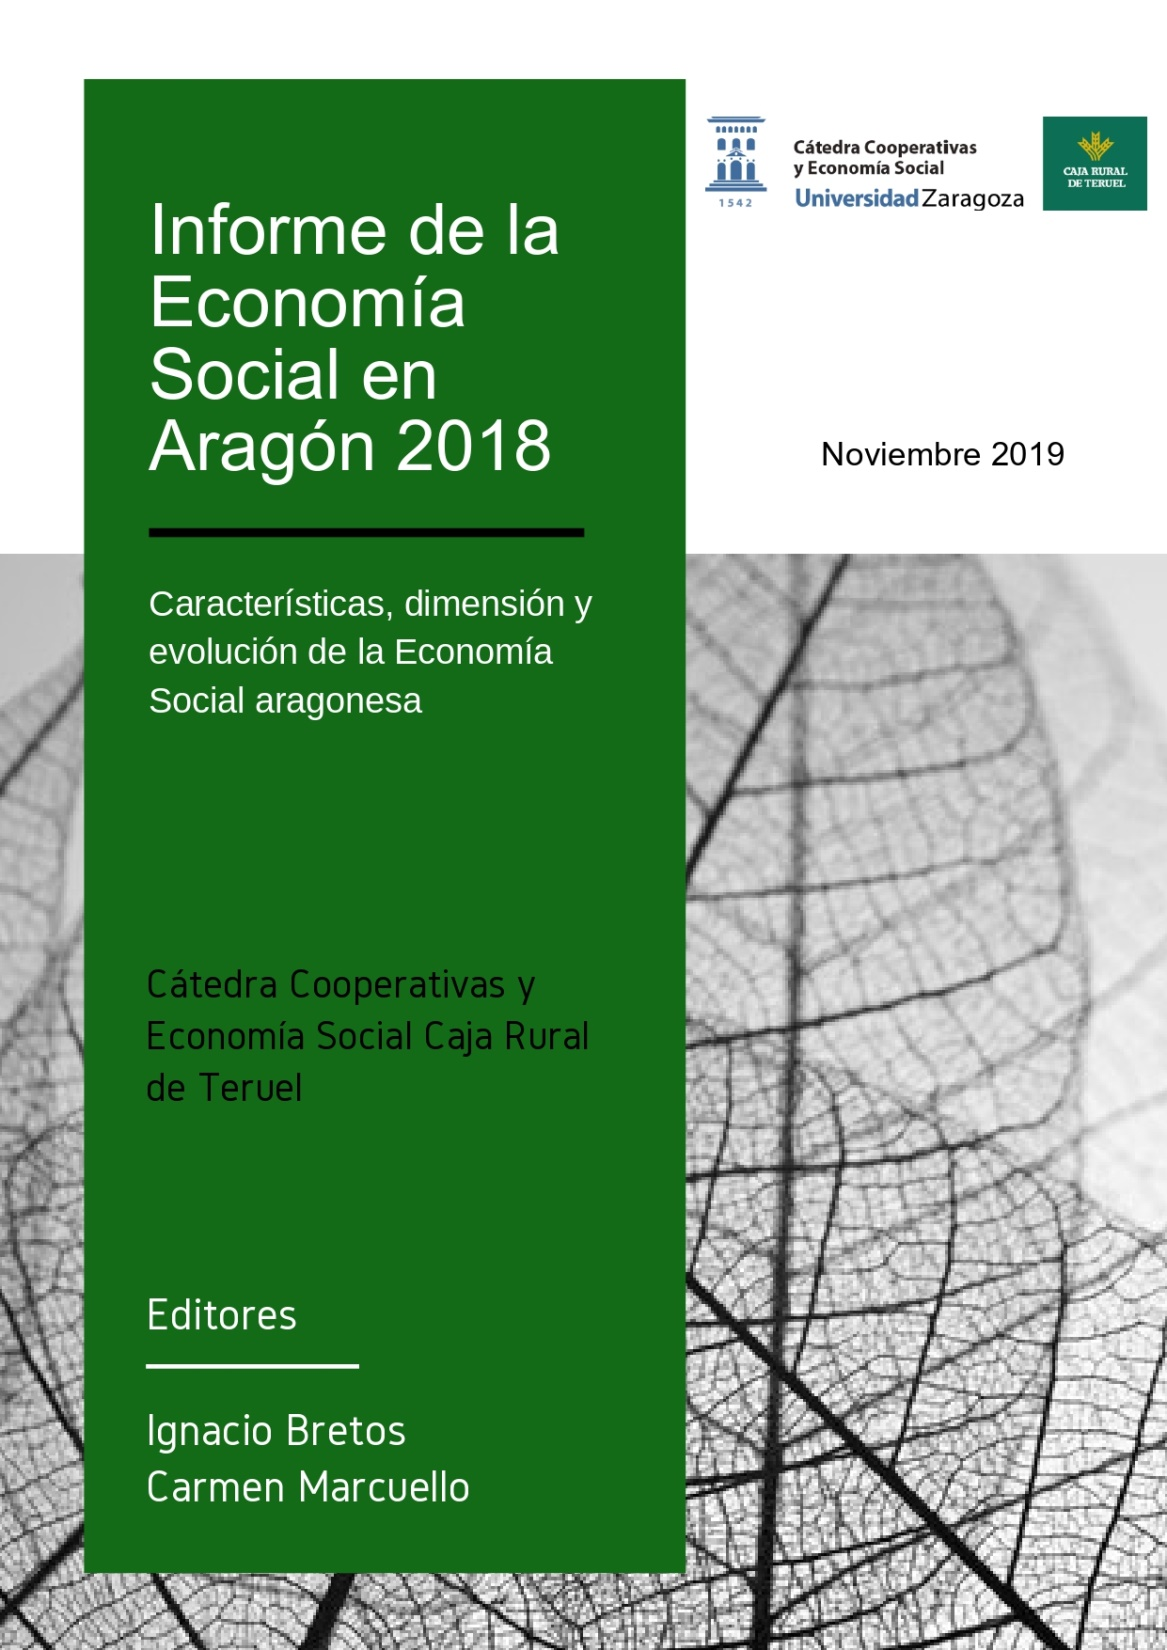 Informe de la
Economía
Social en
Aragón 2018
Características, dimensión y
evolución de la Economía
Social aragonesa
Cátedra Cooperativas y
Economía Social Caja Rural
de Teruel
Editores
Ignacio Bretos
Carmen Marcuello
1542
Cátedra Cooperativas
y Economía Social
Universidad Zaragoza
CAJA RURAL
DE TERUEL
Noviembre 2019